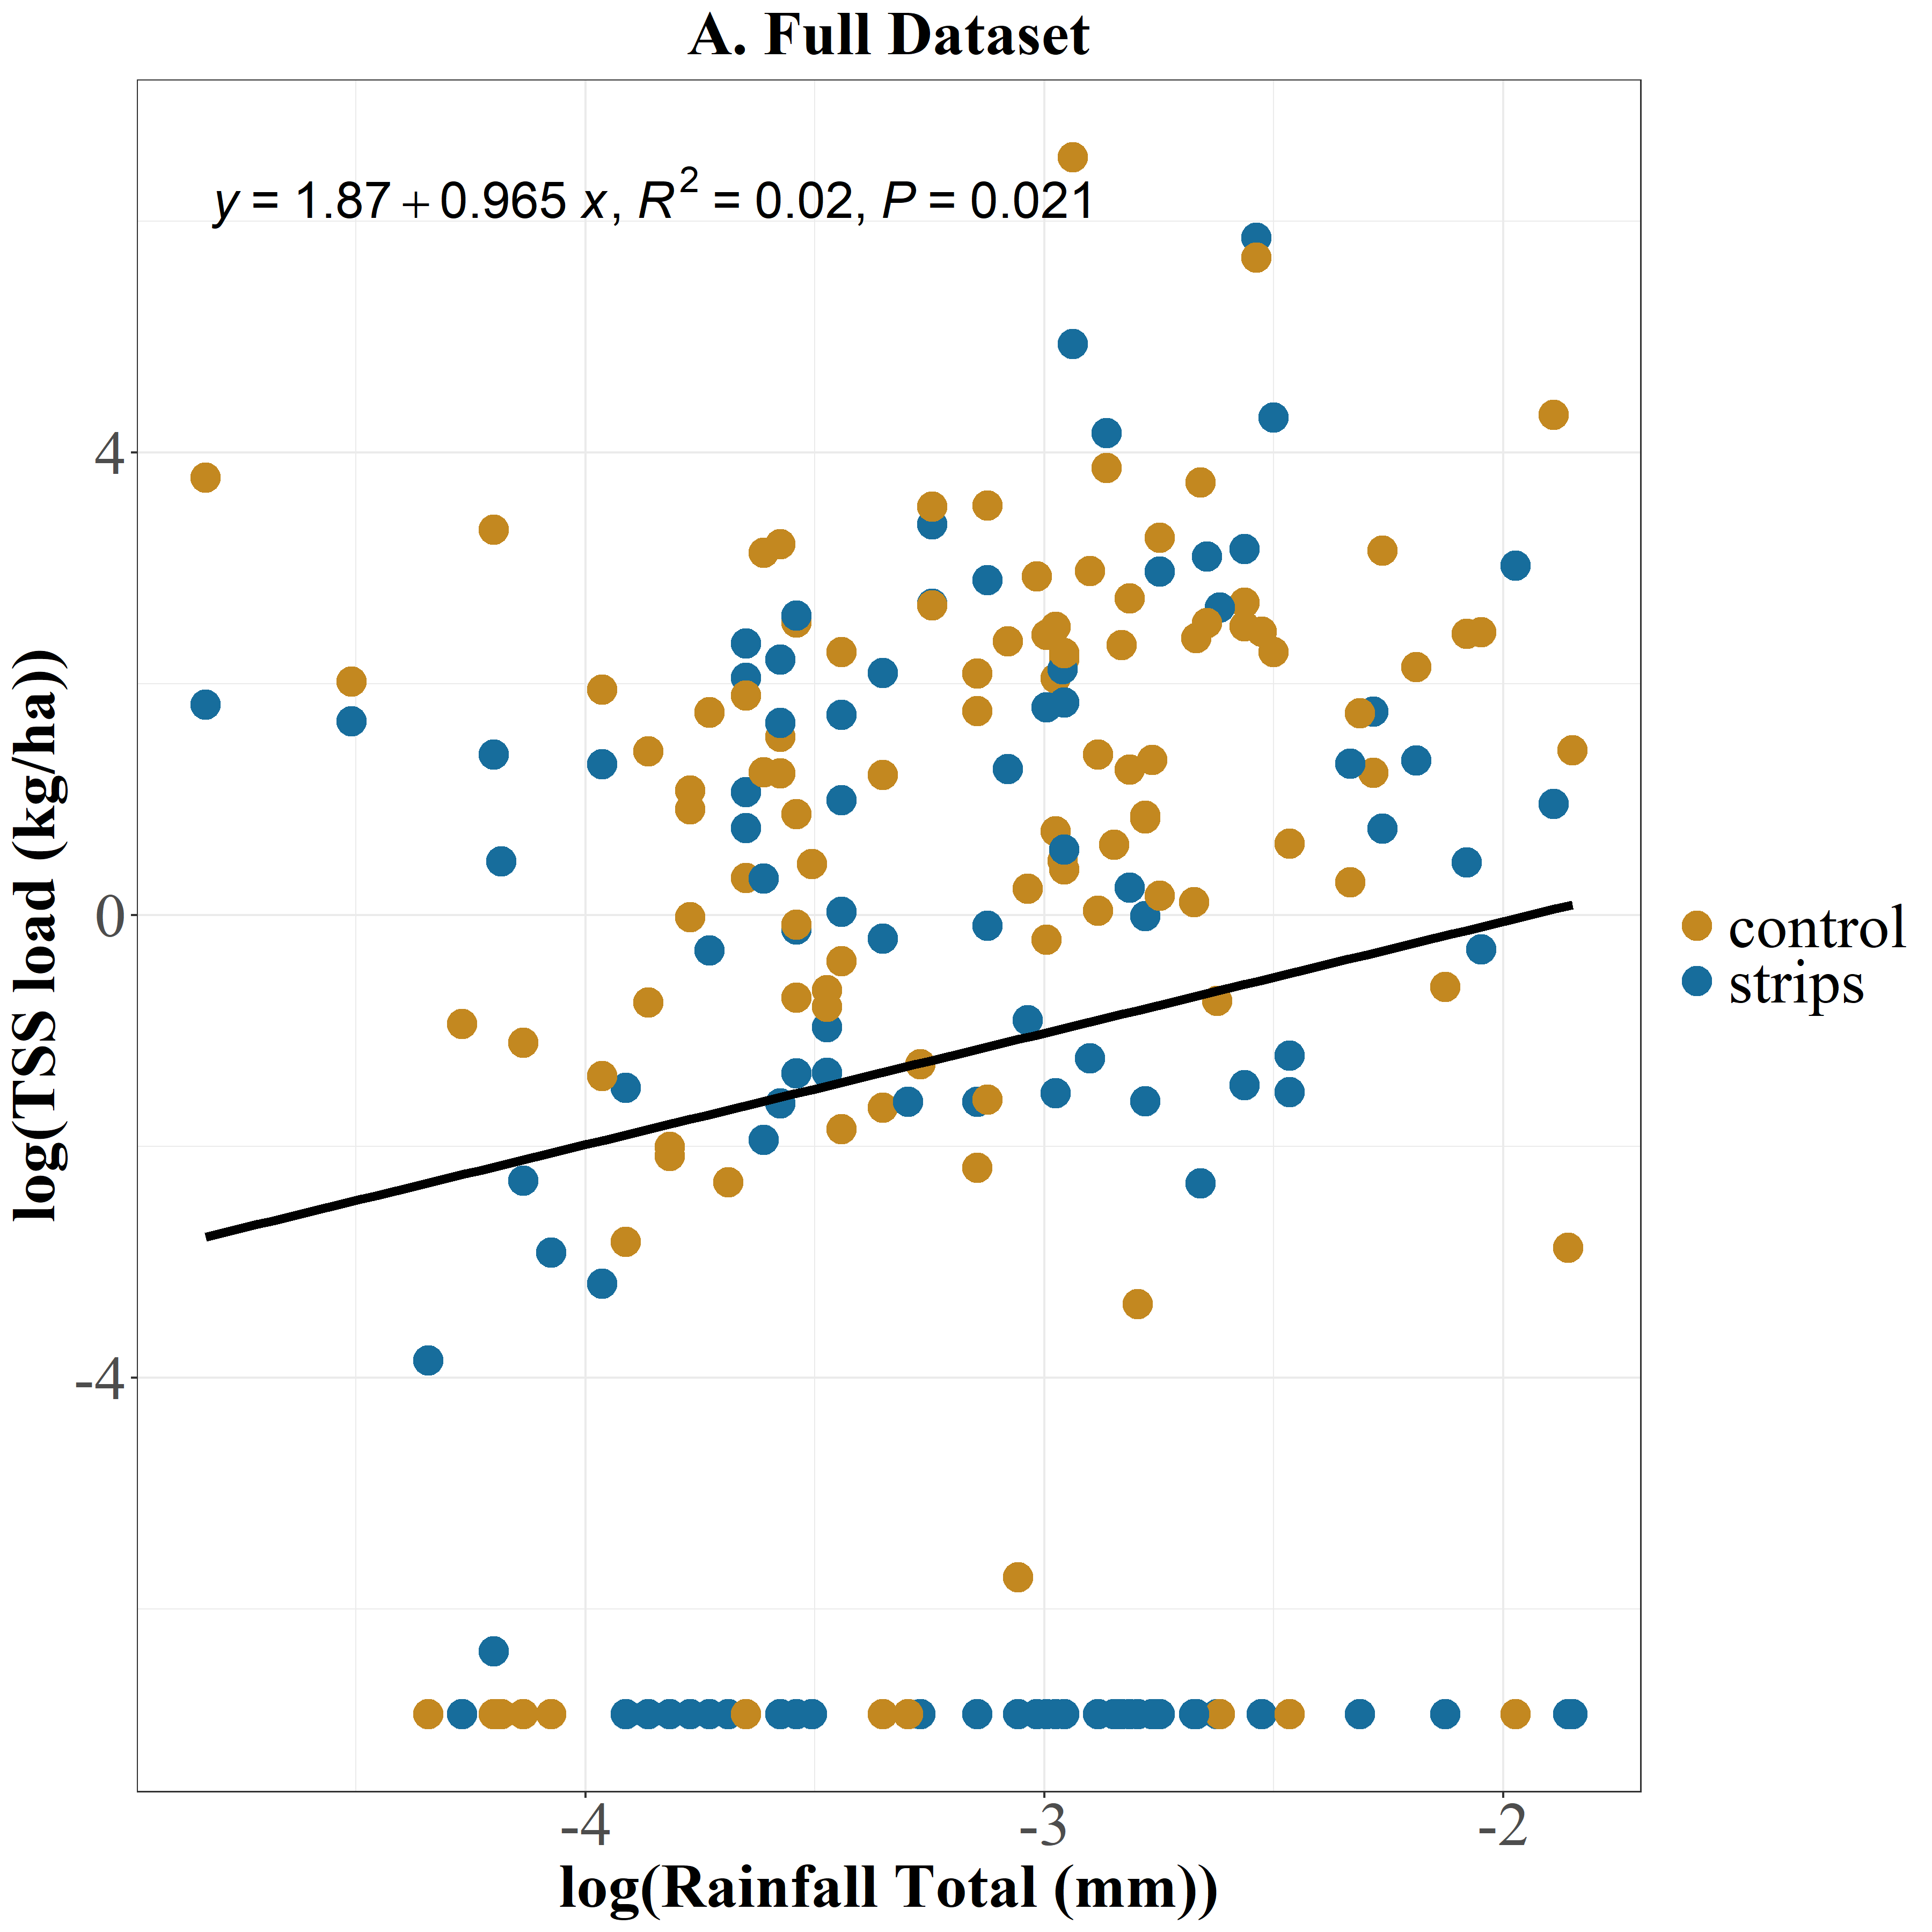 A. Full Dataset
y = 1.87 + 0.965 x, R² = 0.02, P = 0.021
log(TSS load (kg/ha))
4
0
-4
control
strips
-4 -3 -2
log(Rainfall Total (mm))